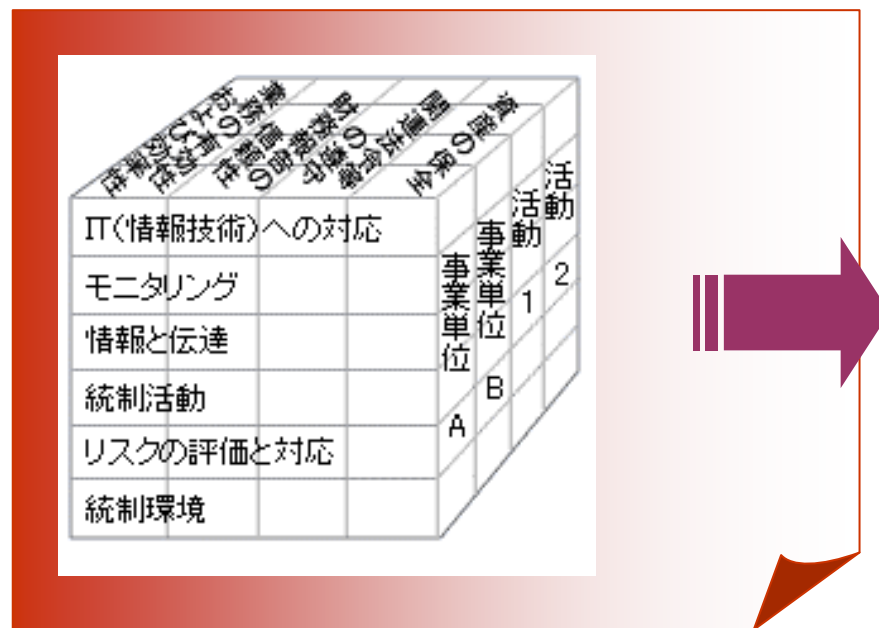 業務の有効性
および効率性
財務報告の
信頼性
関連法令等
の遵守
資産の保全
IT(情報技術)への対応
モニタリング
情報と伝達
統制活動
リスクの評価と対応
統制環境
事業単位 A
事業単位 B
活動 1
活動 2